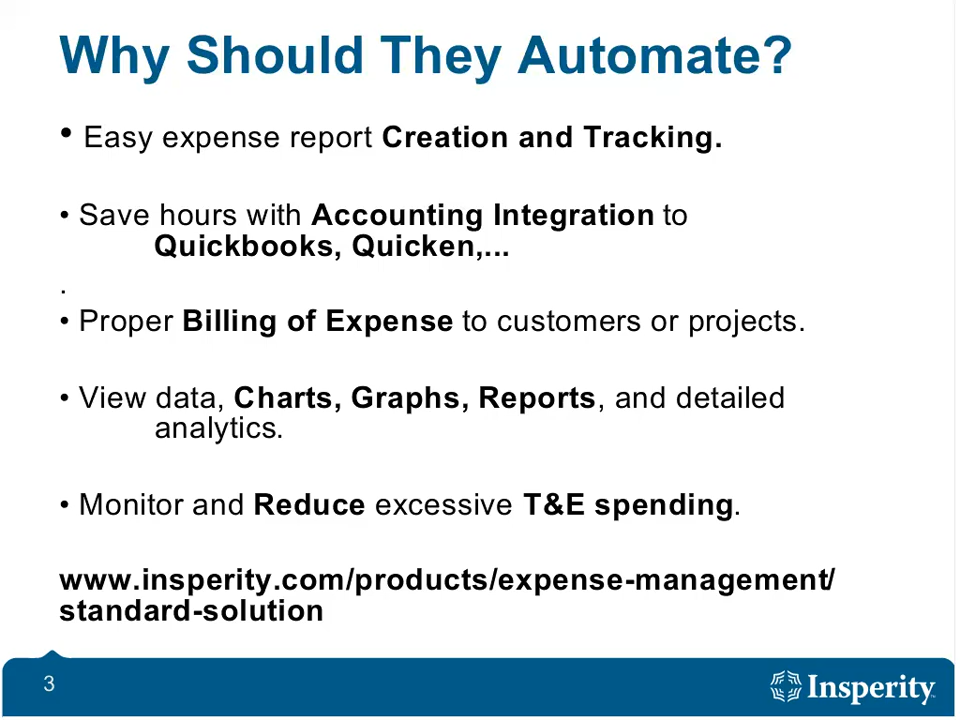 Why Should They Automate?
• Easy expense report Creation and Tracking.
• Save hours with Accounting Integration to
Quickbooks, Quicken,...
.
• Proper Billing of Expense to customers or projects.
• View data, Charts, Graphs, Reports, and detailed
analytics.
• Monitor and Reduce excessive T&E spending.
www.insperity.com/products/expense-management/
standard-solution
3
Insperity™